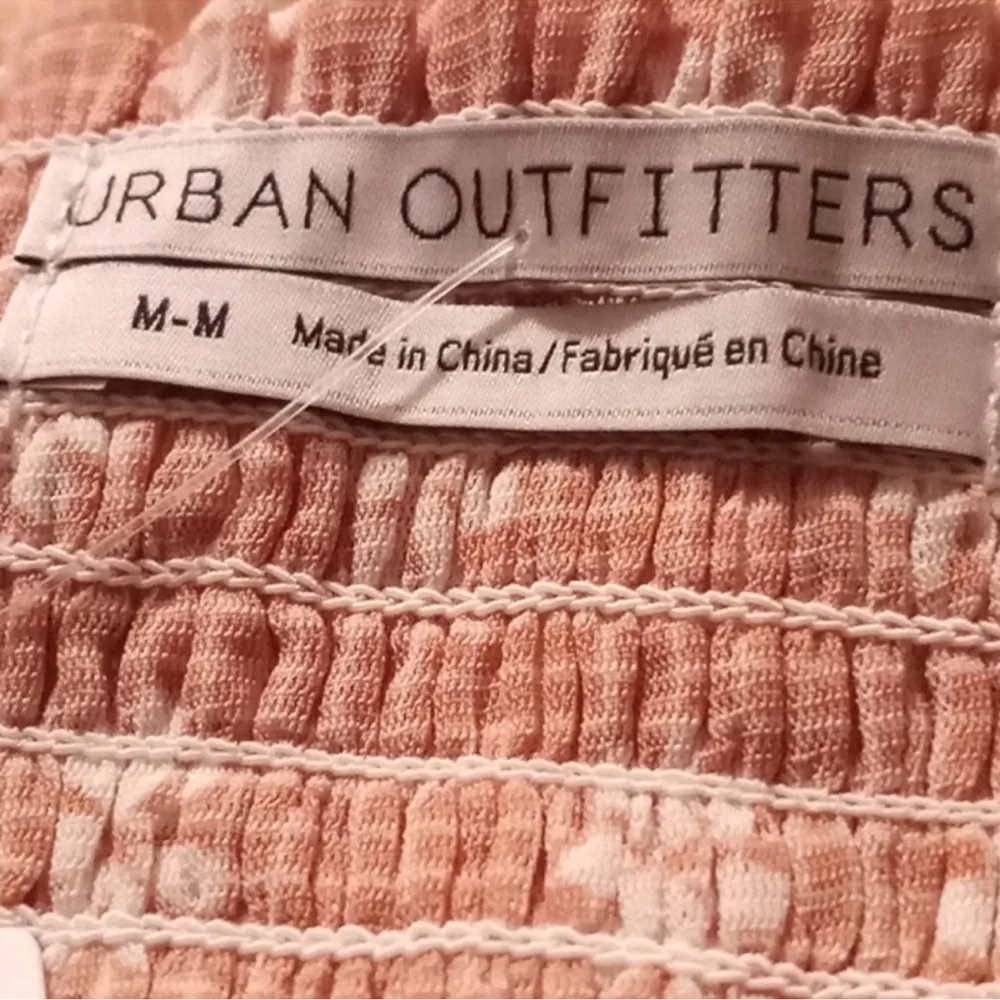 URBAN OUTFITTERS
M-M Made in China/Fabriqué en Chine